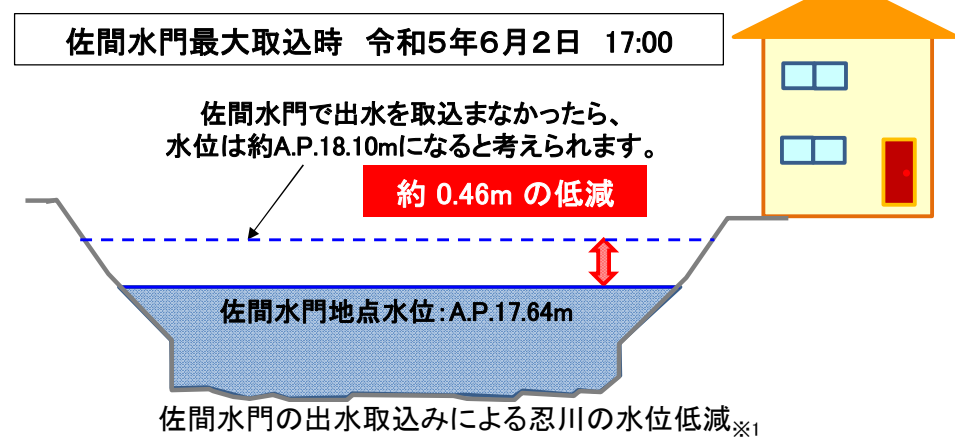 佐間水門最大取込時 令和5年6月2日 17:00
佐間水門で出水を取込まなかったら、
水位は約A.P.18.10mになると考えられます。
約 0.46m の低減
佐間水門地点水位：A.P.17.64m
佐間水門の出水取込みによる忍川の水位低減※1